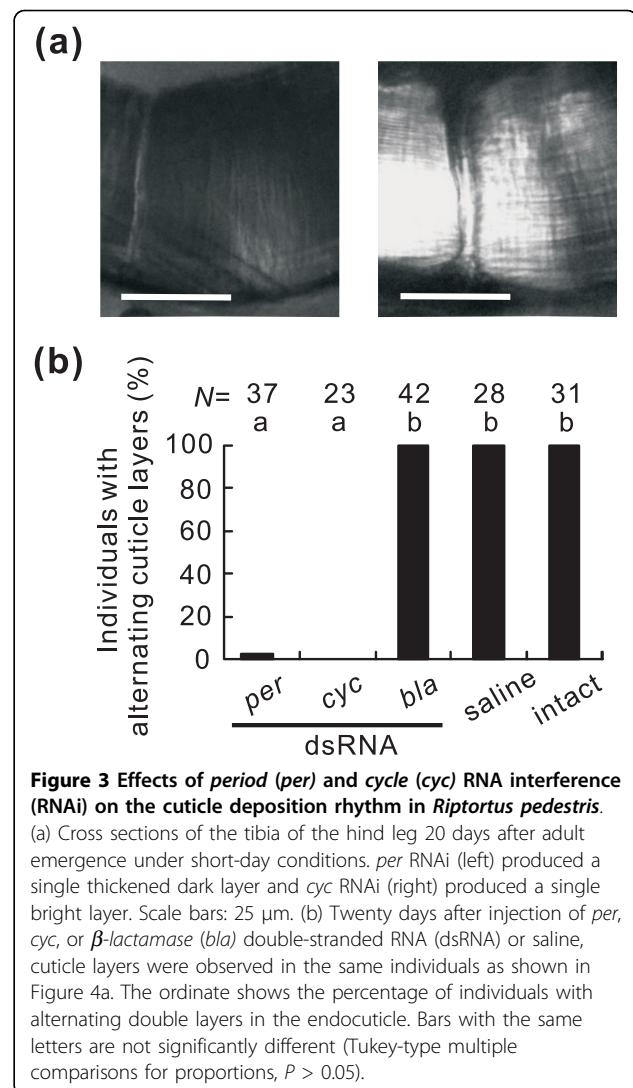 (a)
(b)
Individuals with
alternating cuticle layers (%)
N= 37 23 42 28 31
a a b b b
100
80
60
40
20
0
per cyc bla saline intact
dsRNA
Figure 3 Effects of period (per) and cycle (cyc) RNA interference
(RNAi) on the cuticle deposition rhythm in Riptortus pedestris.
(a) Cross sections of the tibia of the hind leg 20 days after adult
emergence under short-day conditions. per RNAi (left) produced a
single thickened dark layer and cyc RNAi (right) produced a single
bright layer. Scale bars: 25 μm. (b) Twenty days after injection of per,
cyc, or β-lactamase (bla) double-stranded RNA (dsRNA) or saline,
cuticle layers were observed in the same individuals as shown in
Figure 4a. The ordinate shows the percentage of individuals with
alternating double layers in the endocuticle. Bars with the same
letters are not significantly different (Tukey-type multiple
comparisons for proportions, P > 0.05).